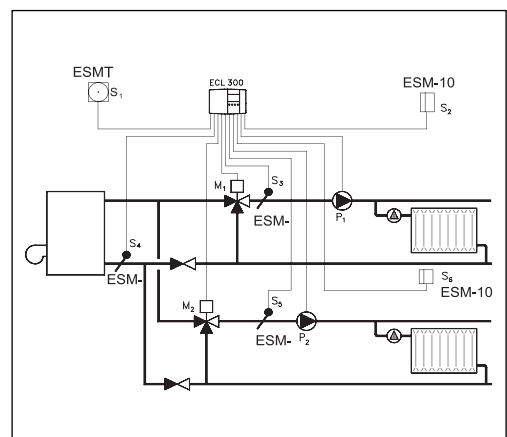 ECL 300
ESMT
S₁
ESM-10
S₂
M₁
S₃
ESM-
P₁
S₄
ESM-
S₆
ESM-10
M₂
S₅
ESM-
P₂